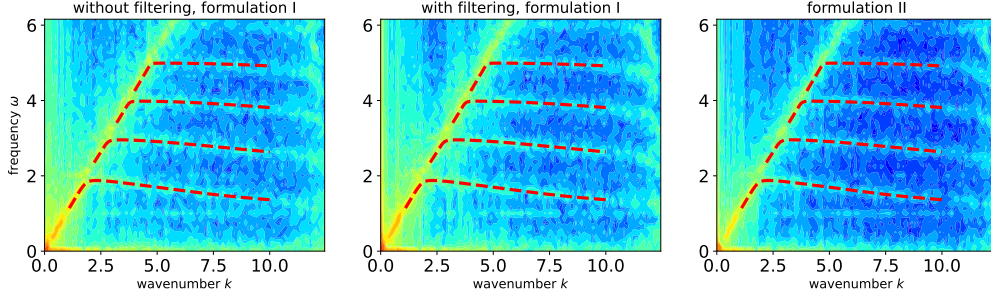 without filtering, formulation I
with filtering, formulation I
formulation II
frequency ω
6
4
2
0
0.0 2.5 5.0 7.5 10.0
wavenumber k
6
4
2
0
0.0 2.5 5.0 7.5 10.0
wavenumber k
6
4
2
0
0.0 2.5 5.0 7.5 10.0
wavenumber k